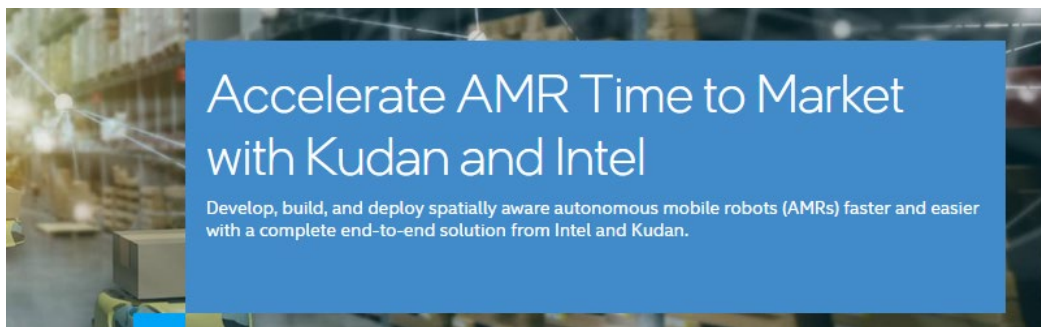 Accelerate AMR Time to Market
with Kudan and Intel
Develop, build, and deploy spatially aware autonomous mobile robots (AMRs) faster and easier
with a complete end-to-end solution from Intel and Kudan.